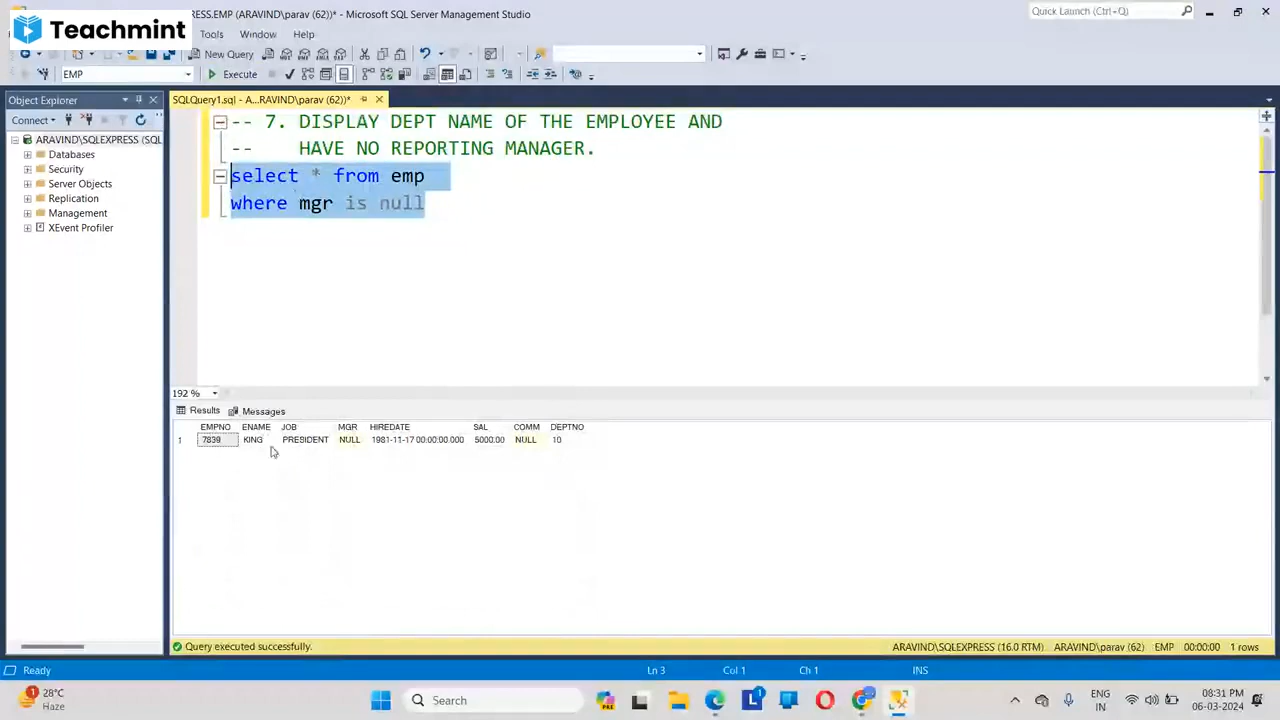 RESS.EMP (ARAVIND\parav (62))* - Microsoft SQL Server Management Studio
Quick Launch (Ctrl+Q)
Teachmint
Tools Window Help
New Query
EMP
Execute
Object Explorer
SQLQuery1.sql - A...RAVIND\parav (62))*
Connect
ARAVIND\SQLEXPRESS (SQL
Databases
Security
Server Objects
Replication
Management
XEvent Profiler
-- 7. DISPLAY DEPT NAME OF THE EMPLOYEE AND
-- HAVE NO REPORTING MANAGER.
select * from emp
where mgr is null
192 %
Results Messages
EMPNO ENAME JOB MGR HIREDATE SAL COMM DEPTNO
1 7839 KING PRESIDENT NULL 1981-11-17 00:00:00.000 5000.00 NULL 10
Query executed successfully.
ARAVIND\SQLEXPRESS (16.0 RTM) ARAVIND\parav (62) EMP 00:00:00 1 rows
Ready Ln 3 Col 1 Ch 1 INS
1 28°C
Haze
Search
PRE
1
ENG
IN
08:31 PM
06-03-2024